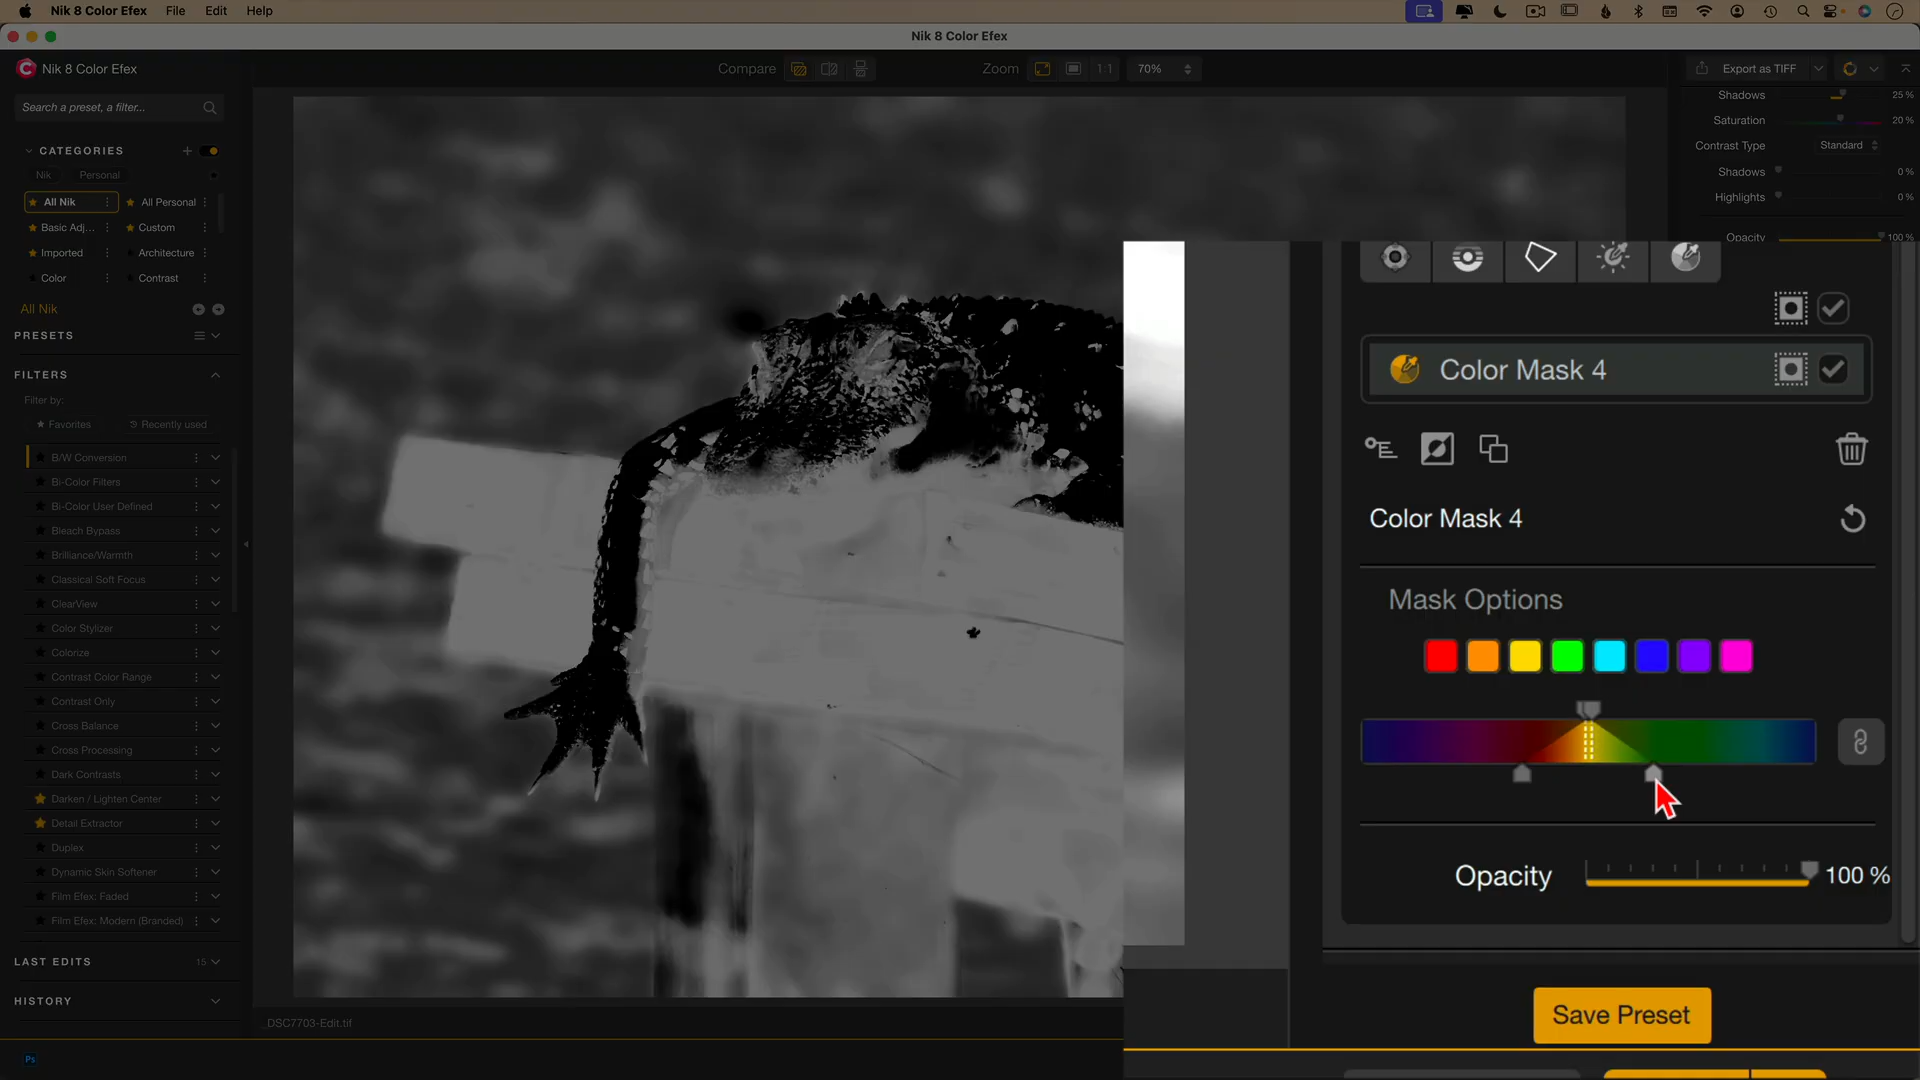 Nik 8 Color Efex File Edit Help
Nik 8 Color Efex
Nik 8 Color Efex
Compare
Zoom
1:1
70%
Export as TIFF
Search a preset, a filter...
CATEGORIES
Nik Personal
All Nik All Personal
Basic Adj... Custom
Imported Architecture
Color Contrast
All Nik
PRESETS
FILTERS
Filter by:
Favorites Recently used
B/W Conversion
Bi-Color Filters
Bi-Color User Defined
Bleach Bypass
Brilliance/Warmth
Classical Soft Focus
ClearView
Color Stylizer
Colorize
Contrast Color Range
Contrast Only
Cross Balance
Cross Processing
Dark Contrasts
Darken / Lighten Center
Detail Extractor
Duplex
Dynamic Skin Softener
Film Efex: Faded
Film Efex: Modern (Branded)
LAST EDITS 15
HISTORY
_DSC7703-Edit.tif
Ps
Shadows 25 %
Saturation 20 %
Contrast Type Standard
Shadows 0 %
Highlights 0 %
Opacity 100 %
Color Mask 4
Color Mask 4
Mask Options
Opacity 100 %
Save Preset